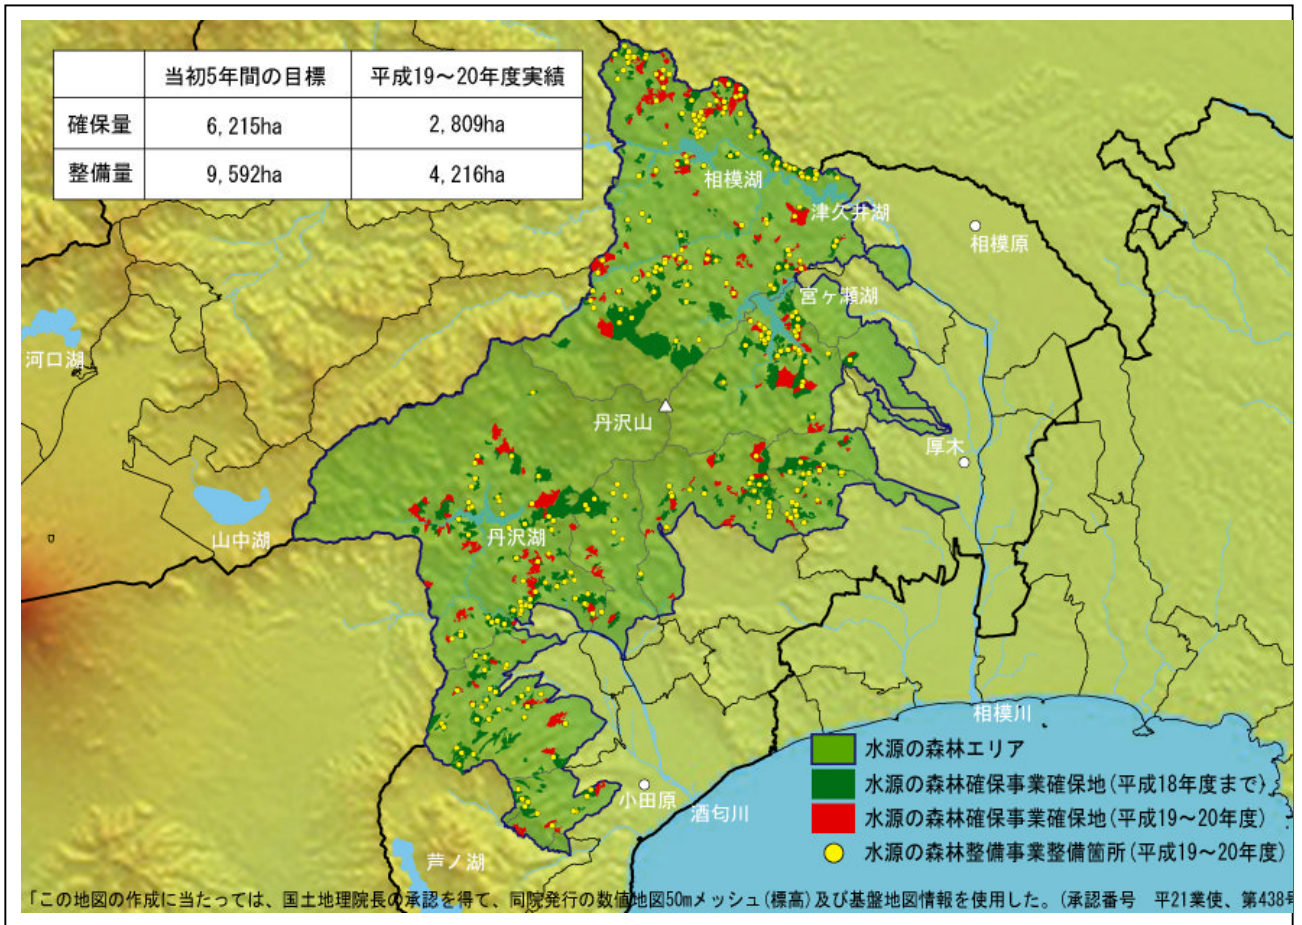 当初5年間の目標 平成19～20年度実績
確保量 6,215ha 2,809ha
整備量 9,592ha 4,216ha
相模湖
津久井湖
相模原
宮ヶ瀬湖
河口湖
丹沢山
厚木
山中湖
丹沢湖
相模川
小田原
酒匂川
芦ノ湖
水源の森林エリア
水源の森林確保事業確保地(平成18年度まで)
水源の森林確保事業確保地(平成19～20年度)
水源の森林整備事業整備箇所(平成19～20年度)
「この地図の作成に当たっては、国土地理院長の承認を得て、同院発行の数値地図50mメッシュ(標高)及び基盤地図情報を使用した。(承認番号 平21業使、第438号